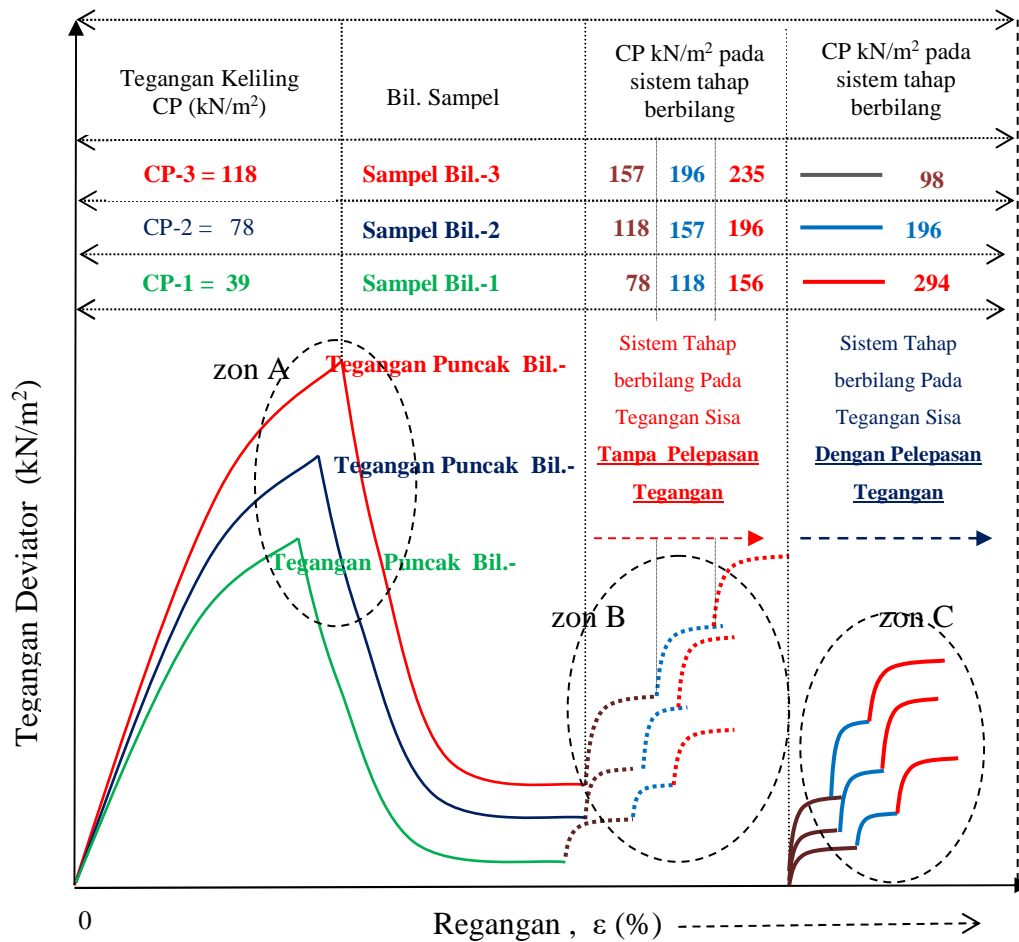 Tegangan Keliling
CP (kN/m²)
Bil. Sampel
CP kN/m² pada
sistem tahap
berbilang
CP kN/m² pada
sistem tahap
berbilang
CP-3 = 118
Sampel Bil.-3
157 196 235
98
CP-2 = 78
Sampel Bil.-2
118 157 196
196
CP-1 = 39
Sampel Bil.-1
78 118 156
294
zon A
Tegangan Puncak Bil.-
Tegangan Puncak Bil.-
Tegangan Puncak Bil.-
Sistem Tahap
berbilang Pada
Tegangan Sisa
Tanpa Pelepasan
Tegangan
Sistem Tahap
berbilang Pada
Tegangan Sisa
Dengan Pelepasan
Tegangan
zon B
zon C
Tegangan Deviator (kN/m²)
0
Regangan , ε (%)